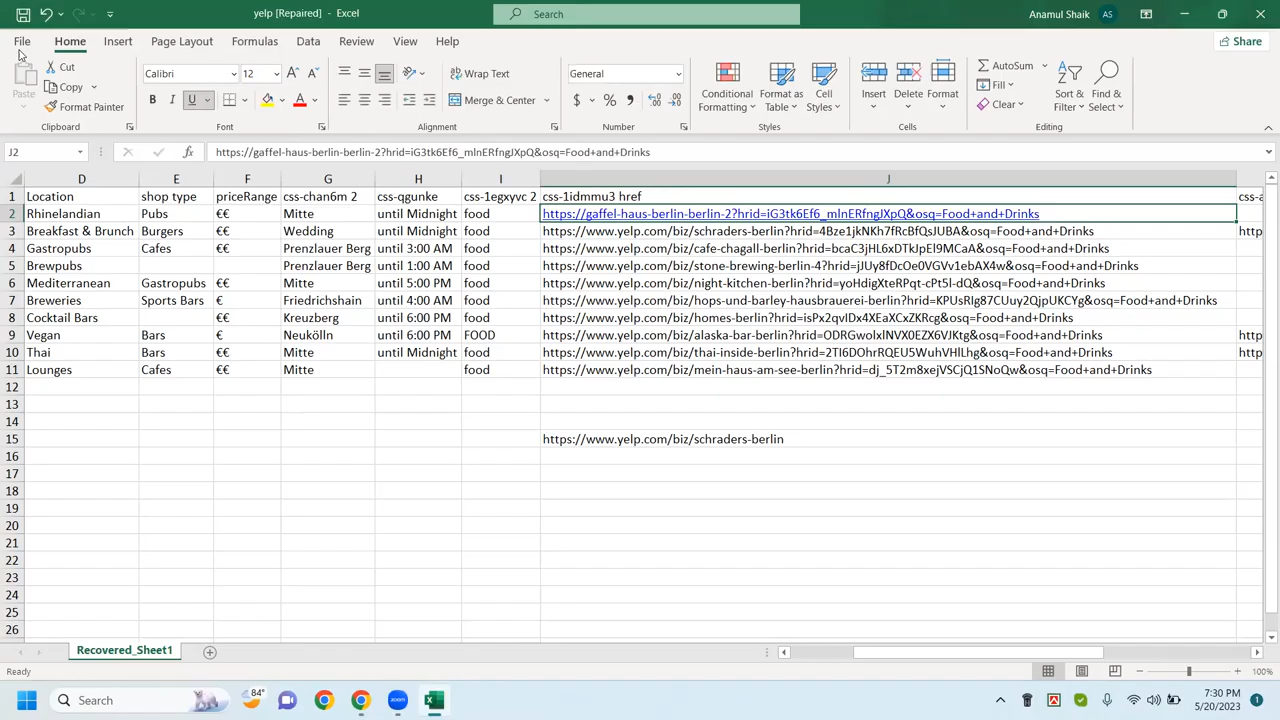 yelp [Repaired] - Excel
Search
Anamul Shaik
AS
File
Home
Insert
Page Layout
Formulas
Data
Review
View
Help
Share
Paste
Cut
Copy
Format Painter
Clipboard
Calibri
12
B I U
Font
Wrap Text
Merge & Center
Alignment
General
$ % ,
Number
Conditional Formatting
Format as Table
Cell Styles
Styles
Insert
Delete
Format
Cells
AutoSum
Fill
Clear
Sort & Filter
Find & Select
Editing
J2
fx
https://gaffel-haus-berlin-berlin-2?hrid=iG3tk6Ef6_mlnERfngJXpQ&osq=Food+and+Drinks
D E F G H I J
1 Location shop type priceRange css-chan6m 2 css-qgunke css-1egxyvc 2 css-1idmmu3 href css-a
2 Rhinelandian Pubs €€ Mitte until Midnight food https://gaffel-haus-berlin-berlin-2?hrid=iG3tk6Ef6_mlnERfngJXpQ&osq=Food+and+Drinks
3 Breakfast & Brunch Burgers €€ Wedding until Midnight food https://www.yelp.com/biz/schraders-berlin?hrid=4Bze1jkNKh7fRcBfQsJUBA&osq=Food+and+Drinks http
4 Gastropubs Cafes €€ Prenzlauer Berg until 3:00 AM food https://www.yelp.com/biz/cafe-chagall-berlin?hrid=bcaC3jHL6xDTkJpEl9MCaA&osq=Food+and+Drinks
5 Brewpubs Prenzlauer Berg until 1:00 AM food https://www.yelp.com/biz/stone-brewing-berlin-4?hrid=jJUy8fDcOe0VGVv1ebAX4w&osq=Food+and+Drinks
6 Mediterranean Gastropubs €€ Mitte until 5:00 PM food https://www.yelp.com/biz/night-kitchen-berlin?hrid=yoHdigXteRPqt-cPt5l-dQ&osq=Food+and+Drinks
7 Breweries Sports Bars € Friedrichshain until 4:00 AM food https://www.yelp.com/biz/hops-und-barley-hausbrauerei-berlin?hrid=KPUsRlg87CUuy2QjpUKCYg&osq=Food+and+Drinks
8 Cocktail Bars €€ Kreuzberg until 6:00 PM food https://www.yelp.com/biz/homes-berlin?hrid=isPx2qvlDx4XEaXCxZKRcg&osq=Food+and+Drinks
9 Vegan Bars € Neukölln until 6:00 PM FOOD https://www.yelp.com/biz/alaska-bar-berlin?hrid=ODRGwolxlNVX0EZX6VJKtg&osq=Food+and+Drinks http
10 Thai Bars €€ Mitte until Midnight food https://www.yelp.com/biz/thai-inside-berlin?hrid=2TI6DOhrRQEU5WuhVHlLhg&osq=Food+and+Drinks http
11 Lounges Cafes €€ Mitte food https://www.yelp.com/biz/mein-haus-am-see-berlin?hrid=dj_5T2m8xejVSCjQ1SNoQw&osq=Food+and+Drinks
12
13
14
15 https://www.yelp.com/biz/schraders-berlin
16
17
18
19
20
21
22
23
24
25
26
Recovered_Sheet1
Ready
100%
Search
84°
zoom
7:30 PM
5/20/2023
1